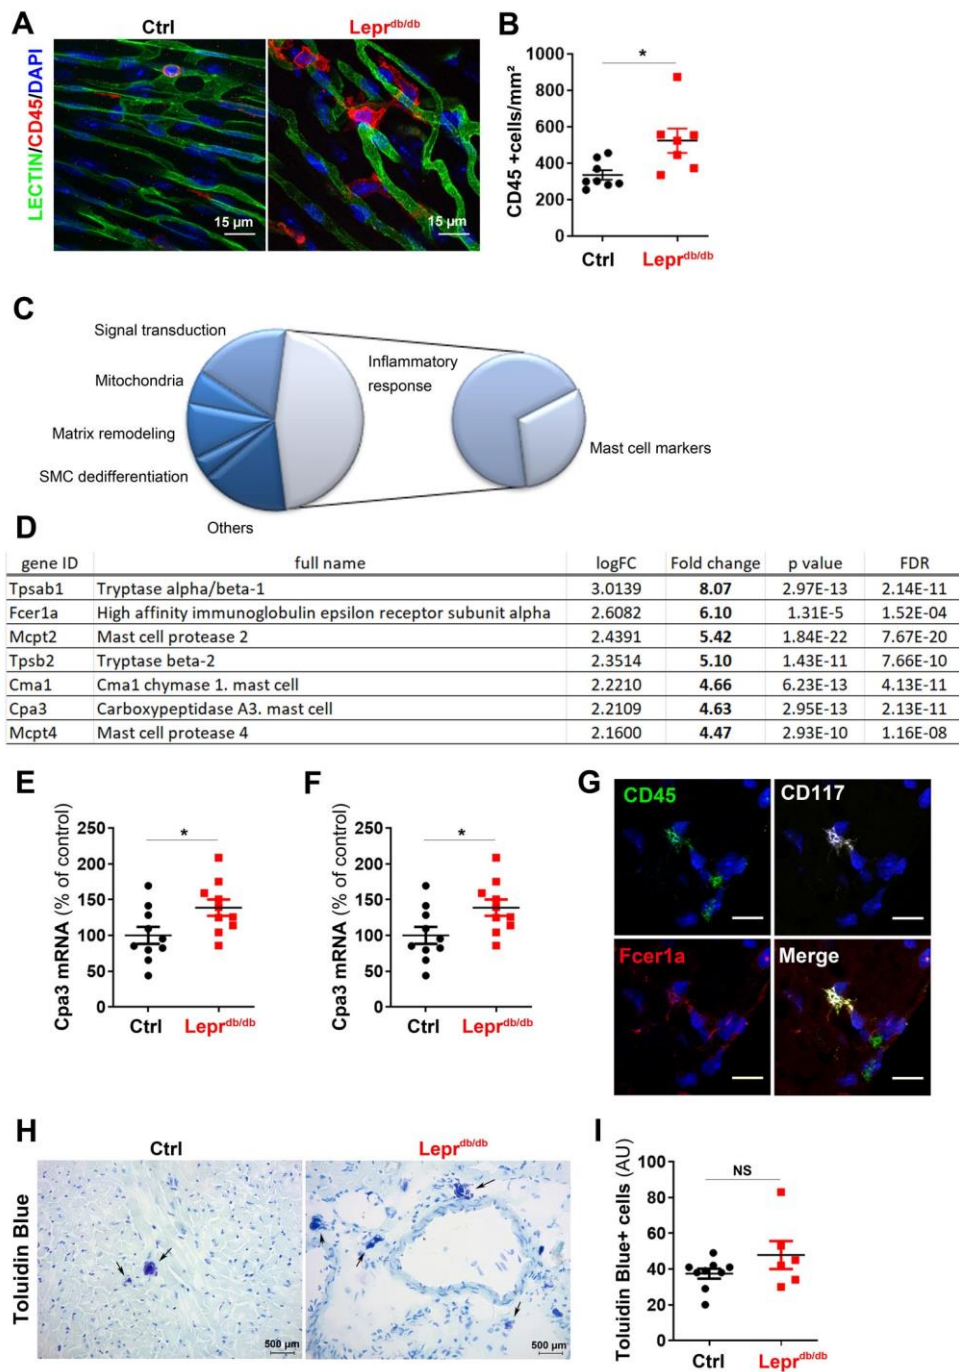 A
Ctrl
Lepr^db/db
LECTIN/CD45/DAPI
15 µm
15 µm
B
1000
800
600
400
200
0
CD45 +cells/mm²
*
Ctrl
Lepr^db/db
C
Signal transduction
Mitochondria
Matrix remodeling
SMC dedifferentiation
Others
Inflammatory
response
Mast cell markers
D
gene ID full name logFC Fold change p value FDR
Tpsab1 Tryptase alpha/beta-1 3.0139 8.07 2.97E-13 2.14E-11
Fcer1a High affinity immunoglobulin epsilon receptor subunit alpha 2.6082 6.10 1.31E-5 1.52E-04
Mcpt2 Mast cell protease 2 2.4391 5.42 1.84E-22 7.67E-20
Tpsb2 Tryptase beta-2 2.3514 5.10 1.43E-11 7.66E-10
Cma1 Cma1 chymase 1. mast cell 2.2210 4.66 6.23E-13 4.13E-11
Cpa3 Carboxypeptidase A3. mast cell 2.2109 4.63 2.95E-13 2.13E-11
Mcpt4 Mast cell protease 4 2.1600 4.47 2.93E-10 1.16E-08
E
Cpa3 mRNA (% of control)
250
200
150
100
50
0
*
Ctrl
Lepr^db/db
F
Cpa3 mRNA (% of control)
250
200
150
100
50
0
*
Ctrl
Lepr^db/db
G
CD45
CD117
Fcer1a
Merge
H
Ctrl
Lepr^db/db
Toluidin Blue
500 µm
500 µm
I
Toluidin Blue+ cells (AU)
100
80
60
40
20
0
NS
Ctrl
Lepr^db/db